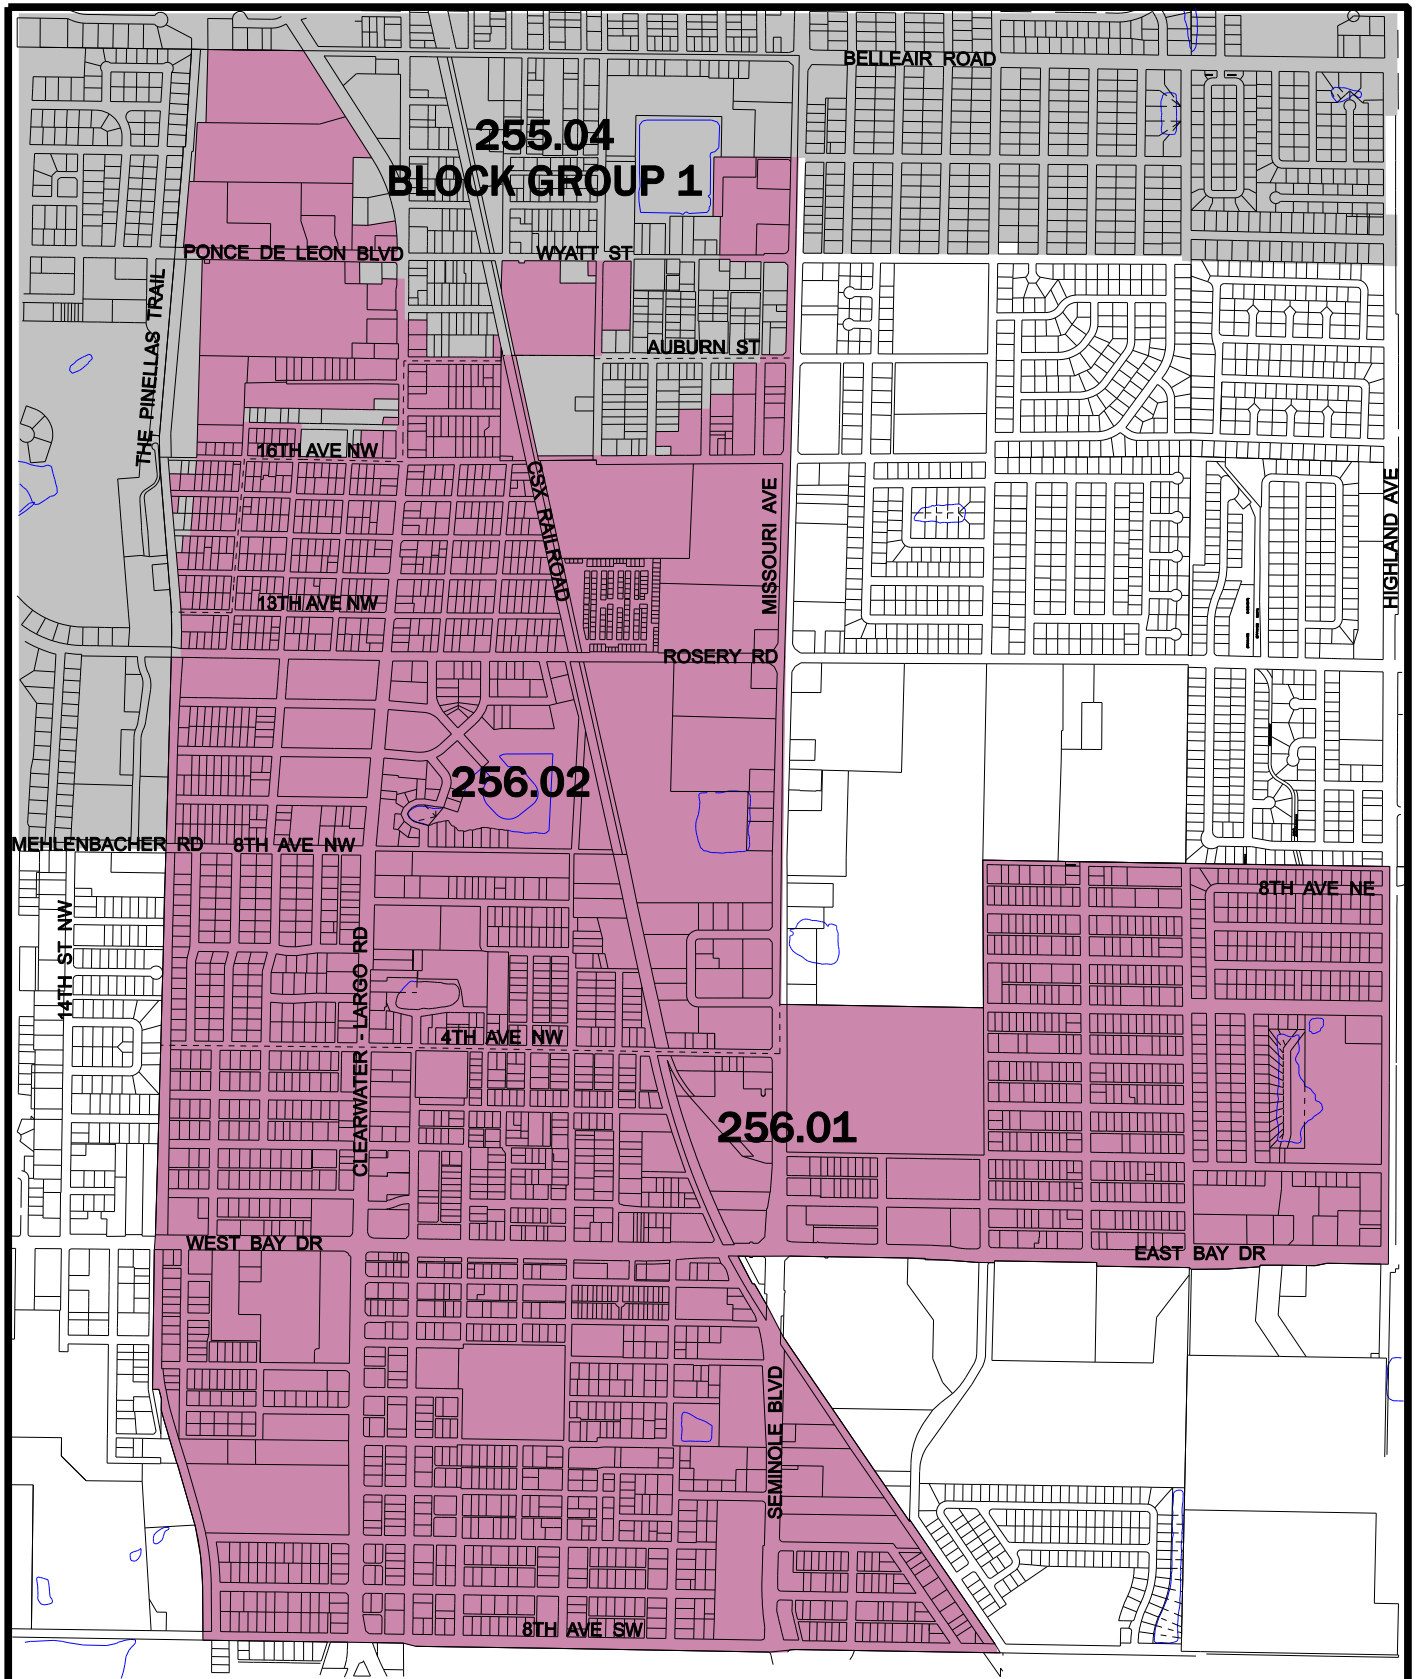 BELLEAIR ROAD
255.04
BLOCK GROUP 1
PONCE DE LEON BLVD
WYATT ST
THE PINELLAS TRAIL
AUBURN ST
16TH AVE NW
CSX RAILROAD
MISSOURI AVE
HIGHLAND AVE
13TH AVE NW
ROSERY RD
256.02
MEHLENBACHER RD
8TH AVE NW
8TH AVE NE
14TH ST NW
CLEARWATER - LARGO RD
4TH AVE NW
256.01
WEST BAY DR
EAST BAY DR
SEMINOLE BLVD
8TH AVE SW